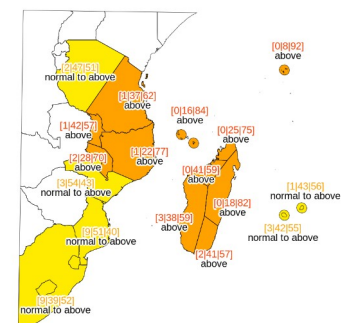 [0|8|92]
above
[2|47|51]
normal to above
[1|37|62]
above
[0|16|84]
above
[1|42|57]
above
[0|25|75]
above
[2|28|70]
above
[1|22|77]
above
[0|41|59]
above
[3|54|43]
normal to above
[1|43|56]
normal to above
[0|18|82]
above
[3|38|59]
above
[9|51|40]
normal to above
[3|42|55]
normal to above
[2|41|57]
above
[9|39|52]
normal to above